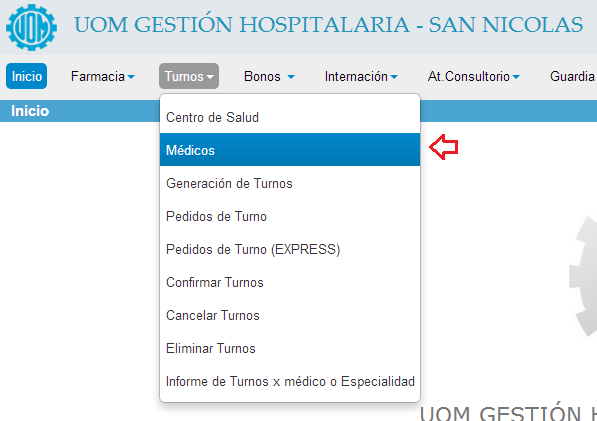 UOM
UOM GESTIÓN HOSPITALARIA - SAN NICOLAS
Inicio Farmacia Turnos Bonos Internación At.Consultorio Guardia
Inicio
Centro de Salud
Médicos
Generación de Turnos
Pedidos de Turno
Pedidos de Turno (EXPRESS)
Confirmar Turnos
Cancelar Turnos
Eliminar Turnos
Informe de Turnos x médico o Especialidad
UOM GESTIÓN H